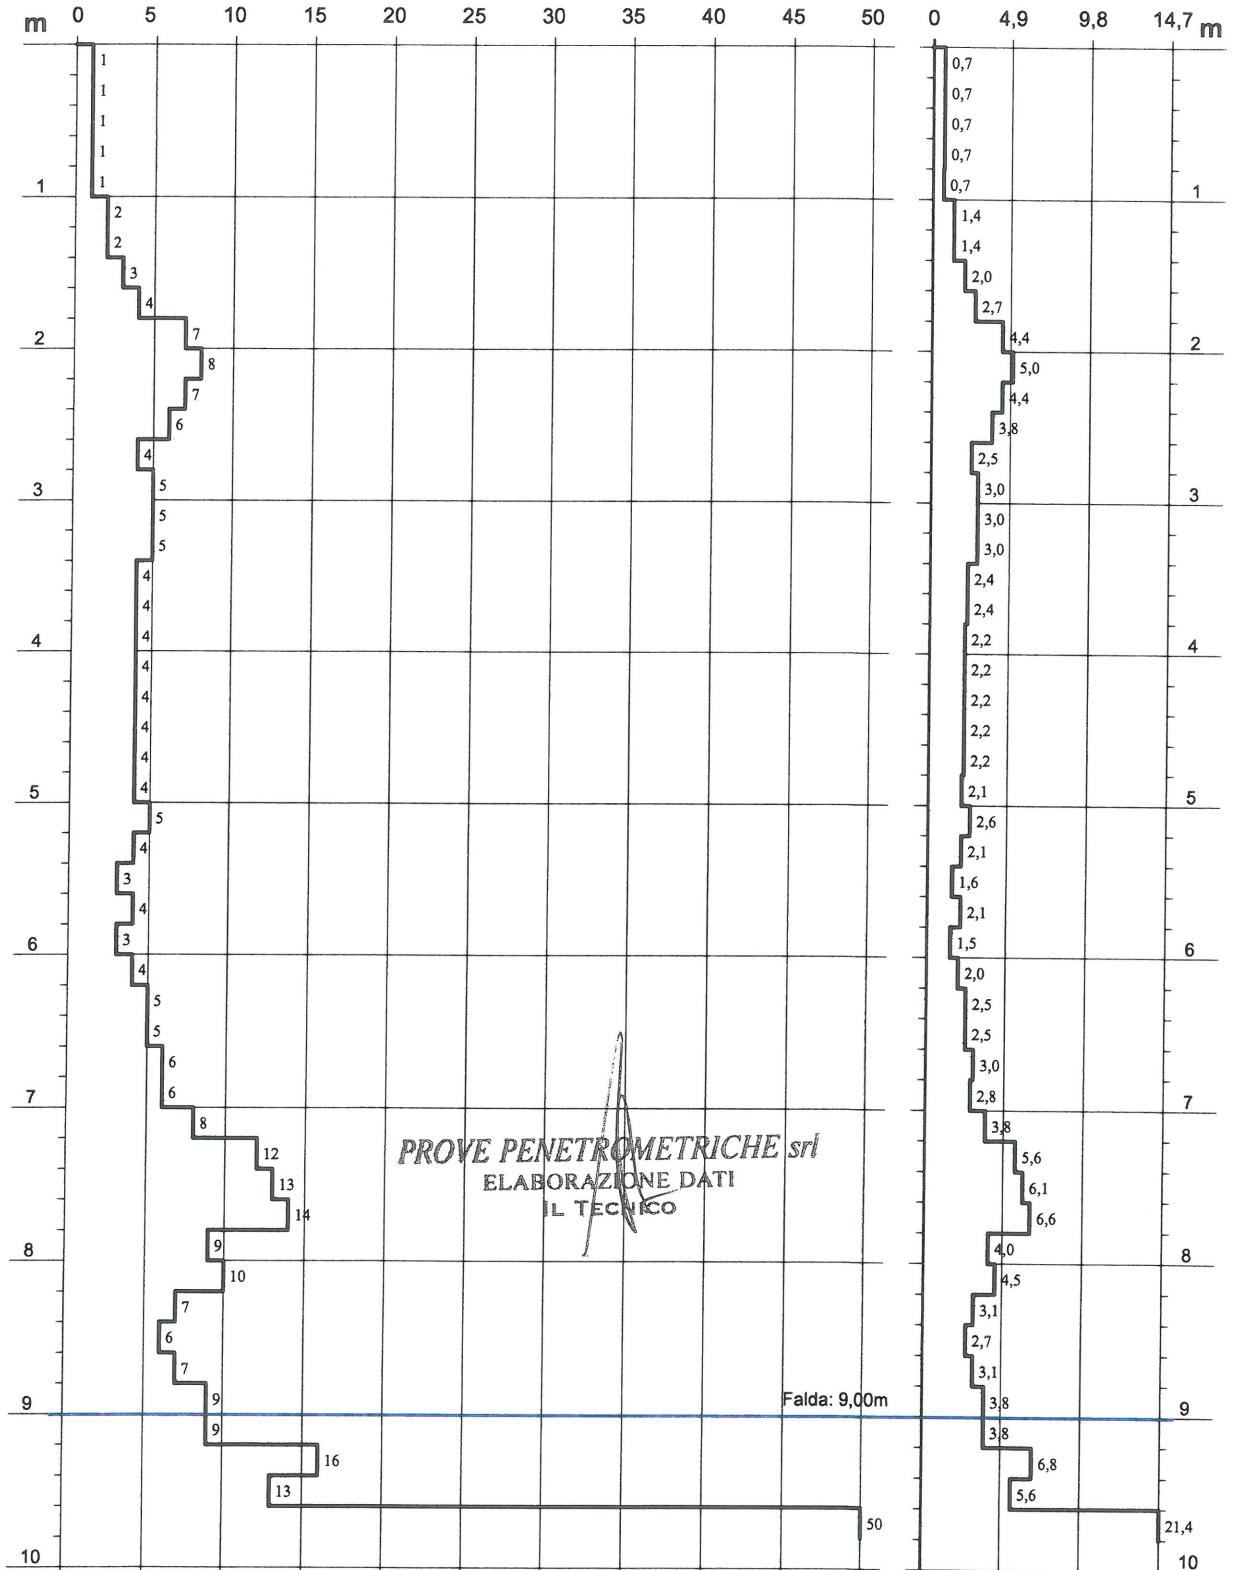 m 0 5 10 15 20 25 30 35 40 45 50 0 4,9 9,8 14,7 m
1 0,7
1 0,7
1 0,7
1 0,7
1 1 0,7 1
2 1,4
2 1,4
3 2,0
4 2,7
2 7 4,4 2
8 5,0
7 4,4
6 3,8
4 2,5
3 5 3,0 3
5 3,0
5 3,0
4 2,4
4 2,4
4 4 2,2 4
4 2,2
4 2,2
4 2,2
4 2,2
5 4 2,1 5
5 2,6
4 2,1
3 1,6
4 2,1
6 3 1,5 6
4 2,0
5 2,5
5 2,5
6 3,0
7 6 2,8 7
8 3,8
12 5,6
13 6,1
14 6,6
8 9 4,0 8
10 4,5
7 3,1
6 2,7
7 3,1
9 9 3,8 9
9 3,8
16 6,8
13 5,6
50 21,4
10 10
PROVE PENETROMETRICHE srl
ELABORAZIONE DATI
IL TECNICO
Falda: 9,00m